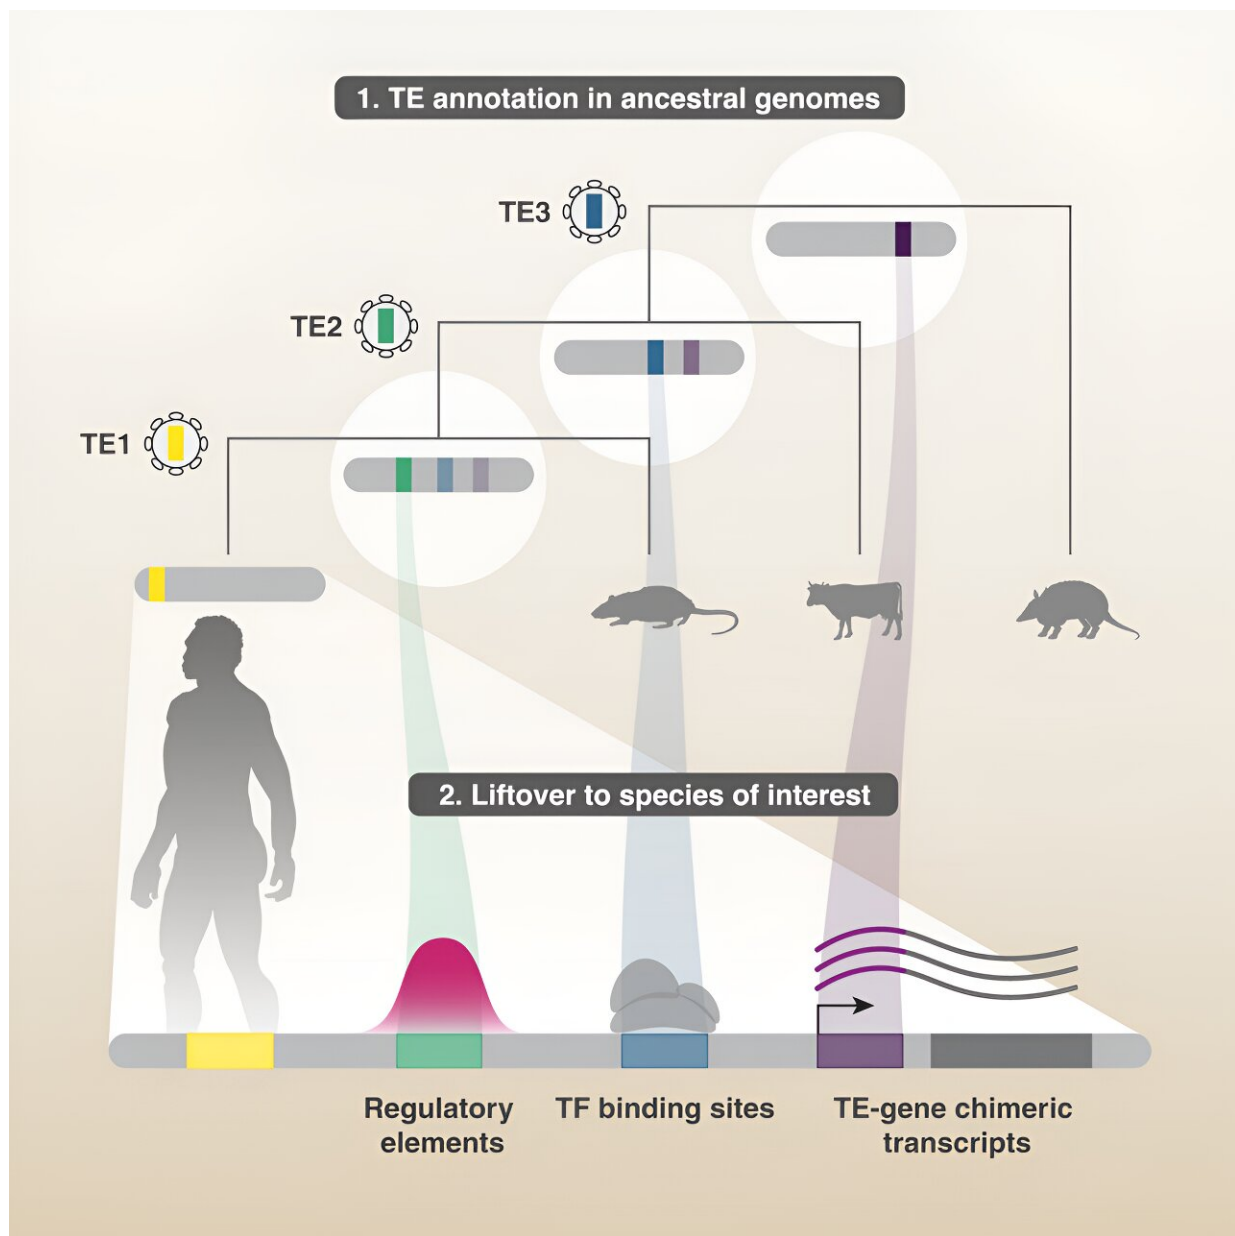 1. TE annotation in ancestral genomes
TE3
TE2
TE1
2. Liftover to species of interest
Regulatory
elements
TF binding sites
TE-gene chimeric
transcripts